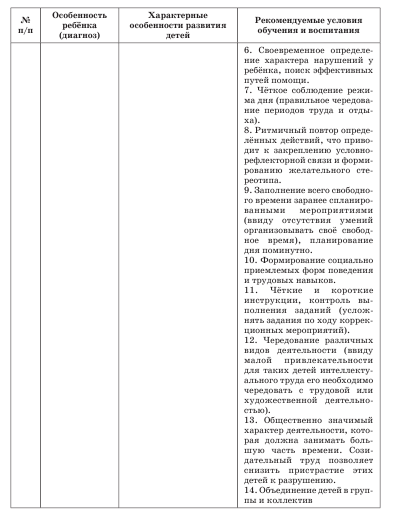 №
п/п
Особенность
ребёнка
(диагноз)
Характерные
особенности развития
детей
Рекомендуемые условия
обучения и воспитания
6. Своевременное определе-
ние характера нарушений у
ребёнка, поиск эффективных
путей помощи.
7. Чёткое соблюдение режи-
ма дня (правильное чередова-
ние периодов труда и отды-
ха).
8. Ритмичный повтор опреде-
лённых действий, что приво-
дит к закреплению условно-
рефлекторной связи и форми-
рованию желательного сте-
реотипа.
9. Заполнение всего свободно-
го времени заранее спланиро-
ванными мероприятиями
(ввиду отсутствия умений
организовывать своё свобод-
ное время), планирование
дня поминутно.
10. Формирование социально
приемлемых форм поведения
и трудовых навыков.
11. Чёткие и короткие
инструкции, контроль вы-
полнения заданий (услож-
нять задания по ходу коррек-
ционных мероприятий).
12. Чередование различных
видов деятельности (ввиду
малой привлекательности
для таких детей интеллекту-
ального труда его необходимо
чередовать с трудовой или
художественной деятельно-
стью).
13. Общественно значимый
характер деятельности, кото-
рая должна занимать боль-
шую часть времени. Сози-
дательный труд позволяет
снизить пристрастие этих
детей к разрушению.
14. Объединение детей в груп-
пы и коллектив